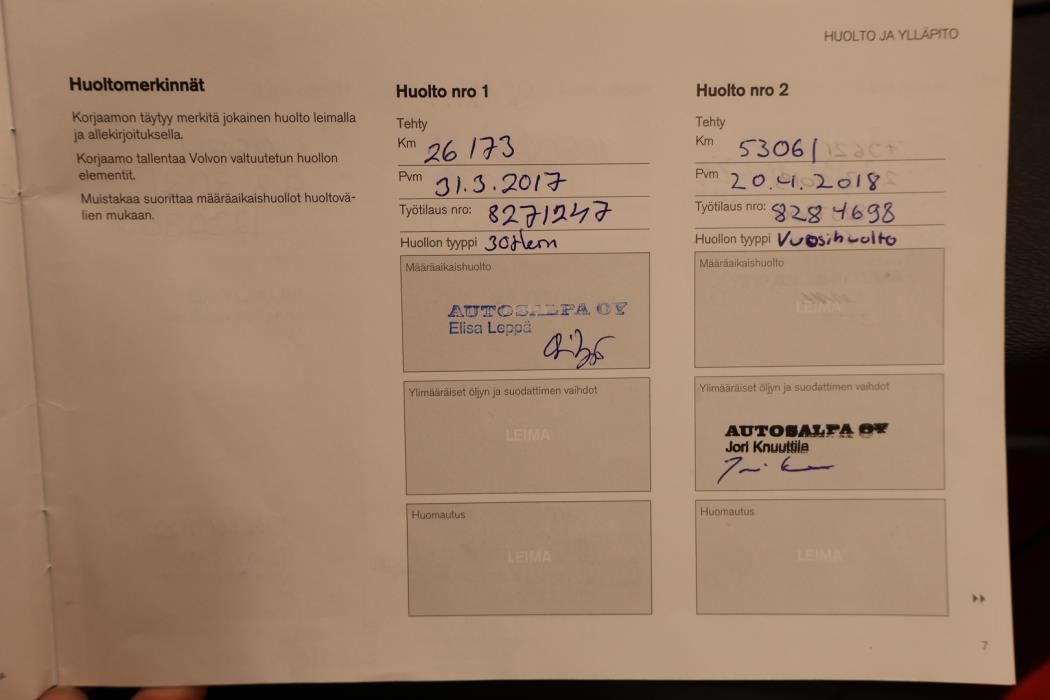 HUOLTO JA YLLÄPITO
Huoltomerkinnät
Korjaamon täytyy merkitä jokainen huolto leimalla
ja allekirjoituksella.
Korjaamo tallentaa Volvon valtuutetun huollon
elementit.
Muistakaa suorittaa määräaikaishuollot huoltovä-
lien mukaan.
Huolto nro 1
Tehty
Km 26173
Pvm 31.3.2017
Työtilaus nro: 8271247
Huollon tyyppi 30tkm
Määräaikaishuolto
AUTOSALPA OY
Elisa Leppä
Ylimääräiset öljyn ja suodattimen vaihdot
LEIMA
Huomautus
LEIMA
Huolto nro 2
Tehty
Km 53061
Pvm 20.4.2018
Työtilaus nro: 8284698
Huollon tyyppi Vuosihuolto
Määräaikaishuolto
LEIMA
Ylimääräiset öljyn ja suodattimen vaihdot
AUTOSALPA OY
Jori Knuuttila
Huomautus
LEIMA
7